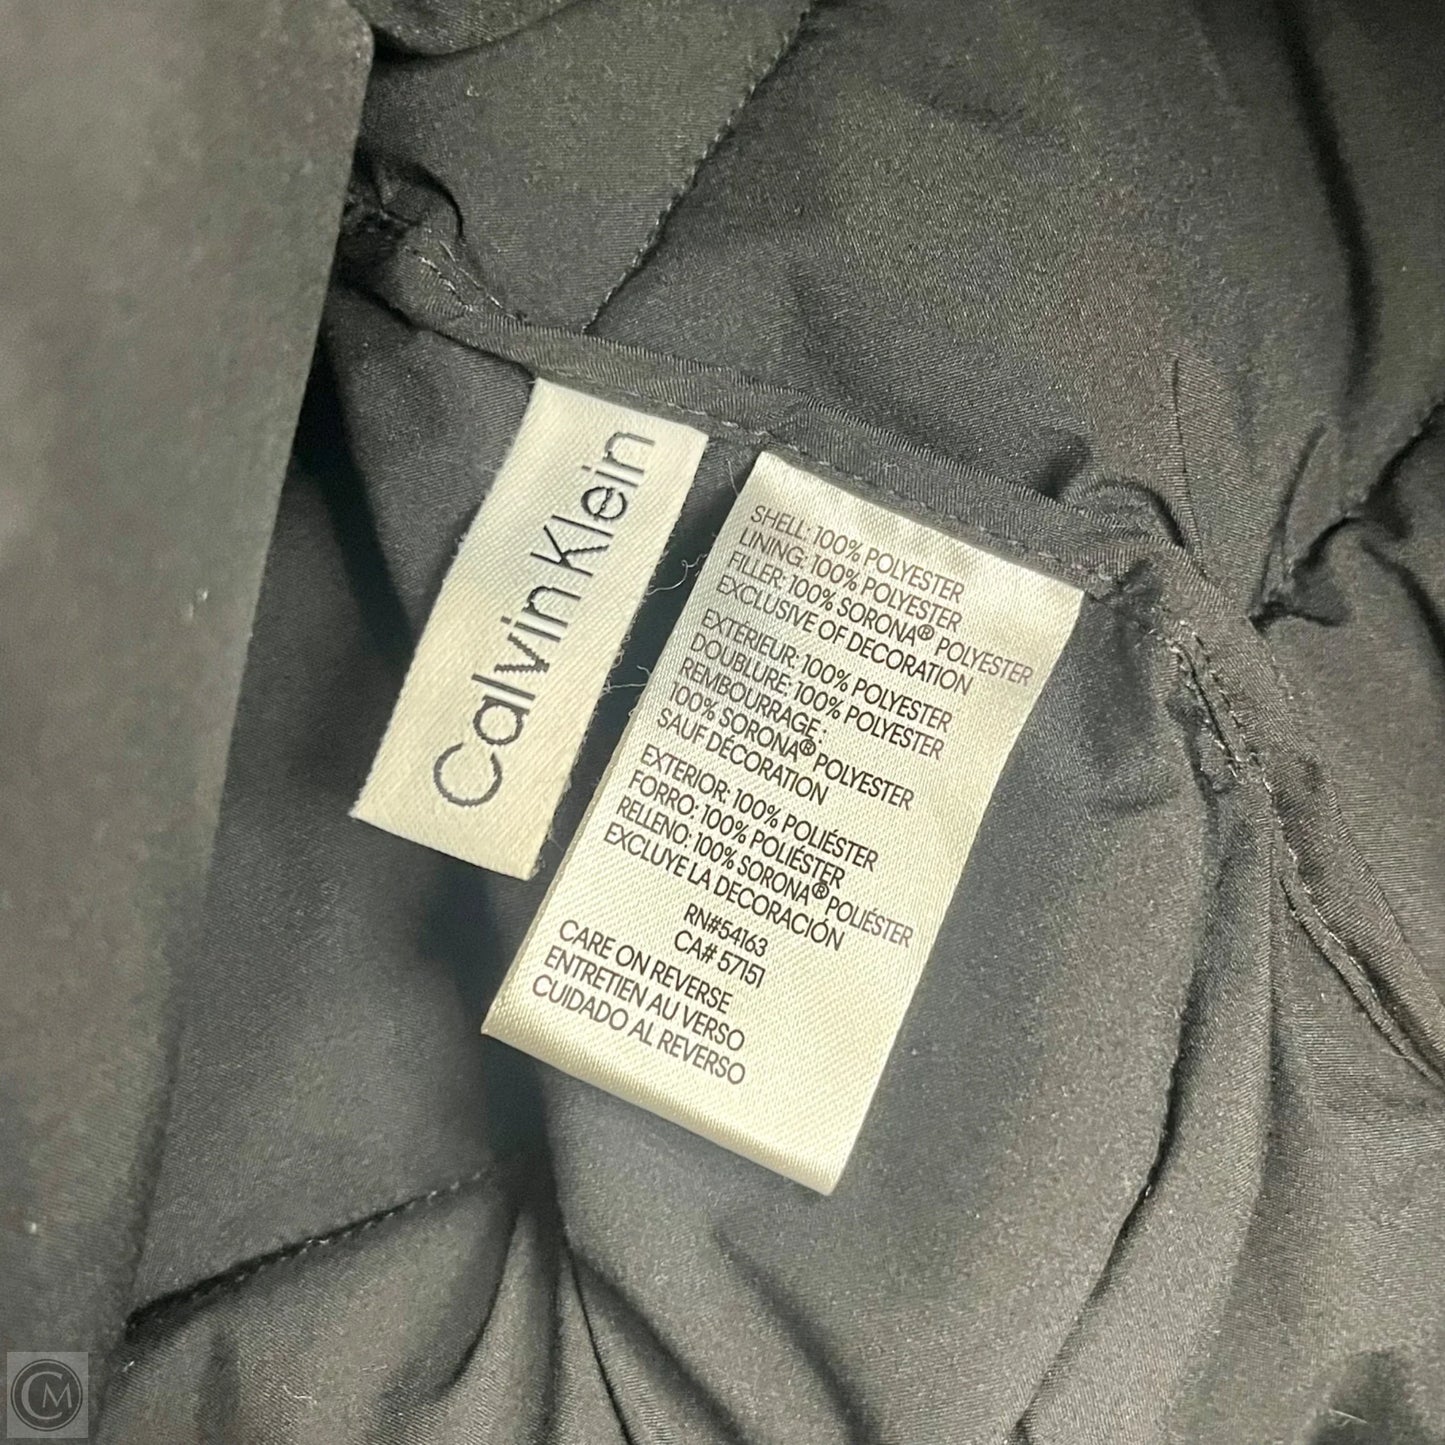 Calvin Klein
SHELL: 100% POLYESTER
LINING: 100% POLYESTER
FILLER: 100% SORONA® POLYESTER
EXCLUSIVE OF DECORATION
EXTÉRIEUR: 100% POLYESTER
DOUBLURE: 100% POLYESTER
REMBOURRAGE :
100% SORONA® POLYESTER
SAUF DÉCORATION
EXTERIOR: 100% POLIÉSTER
FORRO: 100% POLIÉSTER
RELLENO: 100% SORONA® POLIÉSTER
EXCLUYE LA DECORACIÓN
RN#54163
CA# 57151
CARE ON REVERSE
ENTRETIEN AU VERSO
CUIDADO AL REVERSO
CM